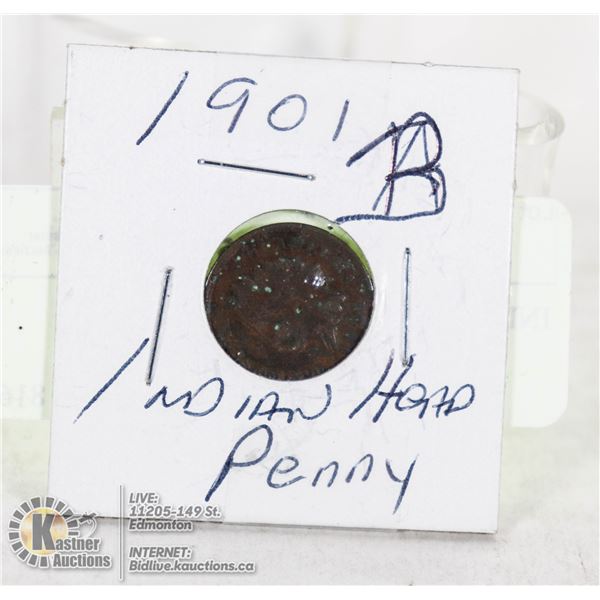 1901
B
INDIAN HEAD
Penny
LIVE:
11205-149 St.
Edmonton
INTERNET:
Bidlive.kauctions.ca
Kastner
Auctions